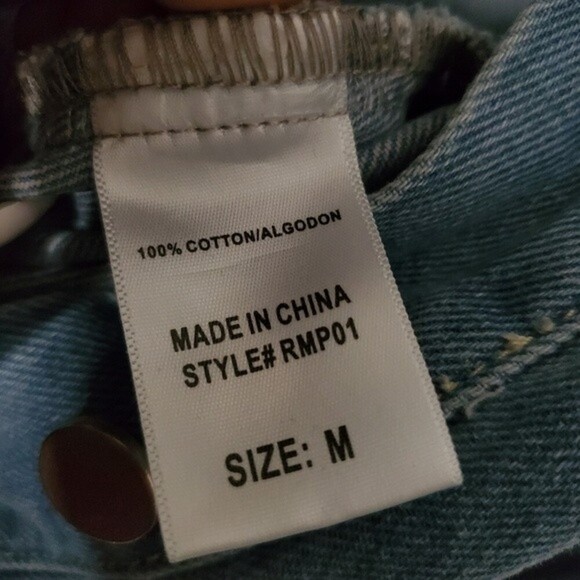 100% COTTON/ALGODON
MADE IN CHINA
STYLE# RMP01
SIZE: M